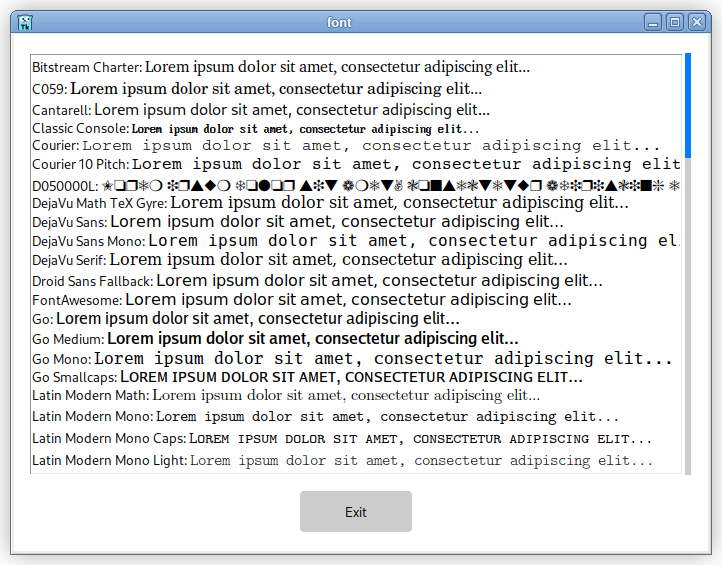 Tk
font
Bitstream Charter: Lorem ipsum dolor sit amet, consectetur adipiscing elit...
C059: Lorem ipsum dolor sit amet, consectetur adipiscing elit...
Cantarell: Lorem ipsum dolor sit amet, consectetur adipiscing elit...
Classic Console: Lorem ipsum dolor sit amet, consectetur adipiscing elit...
Courier: Lorem ipsum dolor sit amet, consectetur adipiscing elit...
Courier 10 Pitch: Lorem ipsum dolor sit amet, consectetur adipiscing elit
D050000L: ✬❏❒❅❍ ❉❐▲◆❍ ❄❏●❏❒ ▲❉▼ ❁❍❅▼✌ ❃❏■▲❅❃▼❅▼◆❒ ❁❄❉❐❉▲❃❉■❇ ❅
DejaVu Math TeX Gyre: Lorem ipsum dolor sit amet, consectetur adipiscing elit...
DejaVu Sans: Lorem ipsum dolor sit amet, consectetur adipiscing elit...
DejaVu Sans Mono: Lorem ipsum dolor sit amet, consectetur adipiscing el
DejaVu Serif: Lorem ipsum dolor sit amet, consectetur adipiscing elit...
Droid Sans Fallback: Lorem ipsum dolor sit amet, consectetur adipiscing elit...
FontAwesome: Lorem ipsum dolor sit amet, consectetur adipiscing elit...
Go: Lorem ipsum dolor sit amet, consectetur adipiscing elit...
Go Medium: Lorem ipsum dolor sit amet, consectetur adipiscing elit...
Go Mono: Lorem ipsum dolor sit amet, consectetur adipiscing elit...
Go Smallcaps: LOREM IPSUM DOLOR SIT AMET, CONSECTETUR ADIPISCING ELIT...
Latin Modern Math: Lorem ipsum dolor sit amet, consectetur adipiscing elit...
Latin Modern Mono: Lorem ipsum dolor sit amet, consectetur adipiscing elit...
Latin Modern Mono Caps: LOREM IPSUM DOLOR SIT AMET, CONSECTETUR ADIPISCING ELIT...
Latin Modern Mono Light: Lorem ipsum dolor sit amet, consectetur adipiscing elit...
Exit